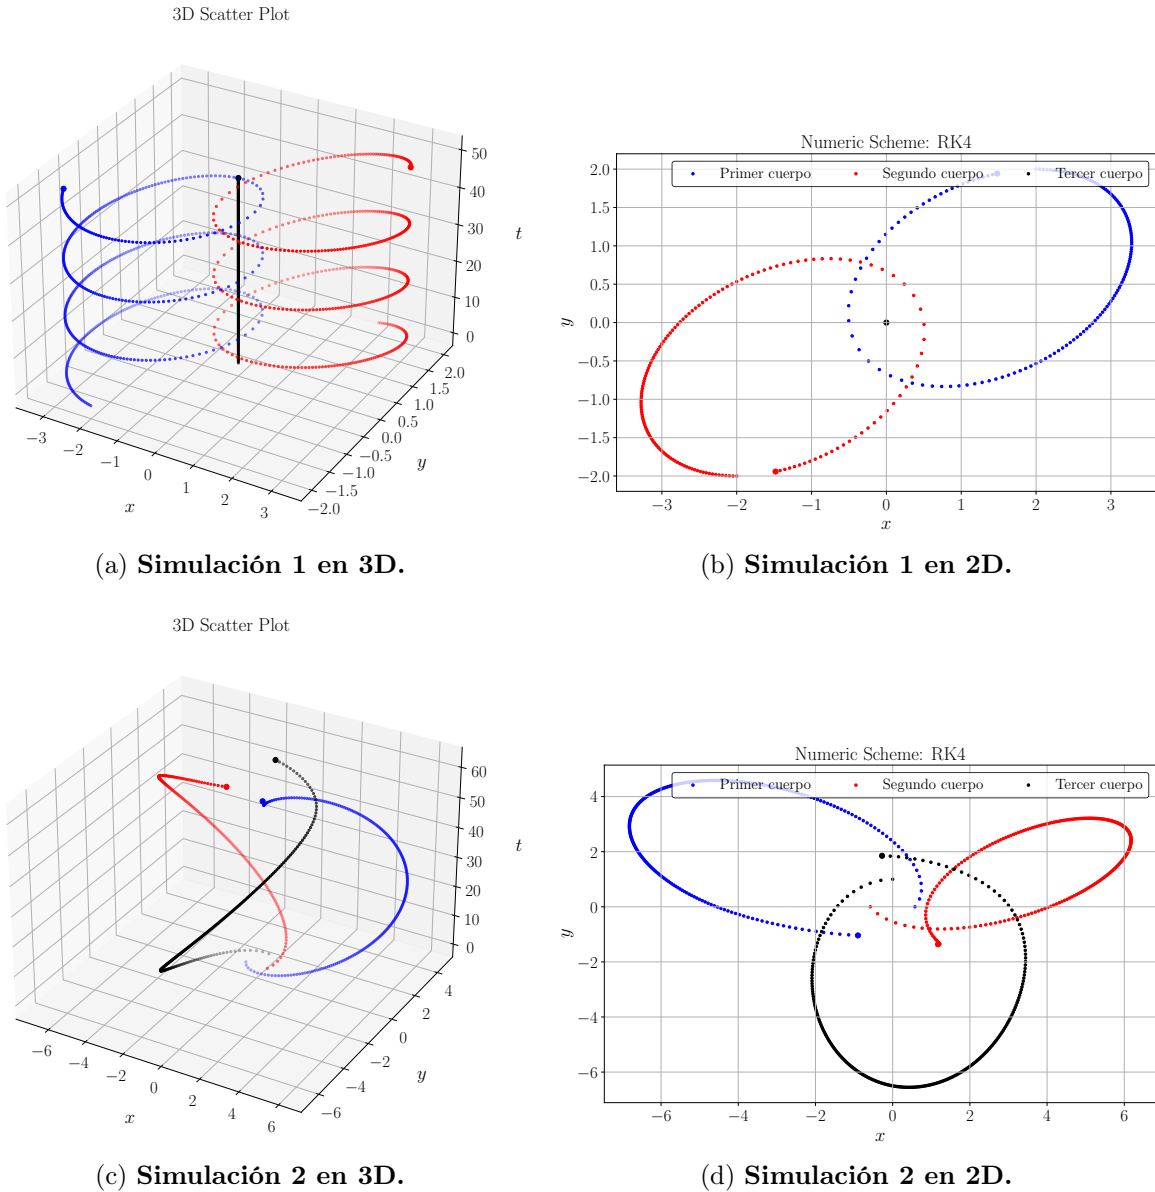 3D Scatter Plot
50
40
30
20
10
0
t
2.0
1.5
1.0
0.5
0.0
−0.5
−1.0
−1.5
−2.0
y
−3
−2
−1
0
1
2
3
x
(a) Simulación 1 en 3D.
Numeric Scheme: RK4
Primer cuerpo Segundo cuerpo Tercer cuerpo
2.0
1.5
1.0
0.5
0.0
−0.5
−1.0
−1.5
−2.0
y
−3 −2 −1 0 1 2 3
x
(b) Simulación 1 en 2D.
3D Scatter Plot
60
50
40
30
20
10
0
t
4
2
0
−2
−4
−6
y
−6
−4
−2
0
2
4
6
x
(c) Simulación 2 en 3D.
Numeric Scheme: RK4
Primer cuerpo Segundo cuerpo Tercer cuerpo
4
2
0
−2
−4
−6
y
−6 −4 −2 0 2 4 6
x
(d) Simulación 2 en 2D.